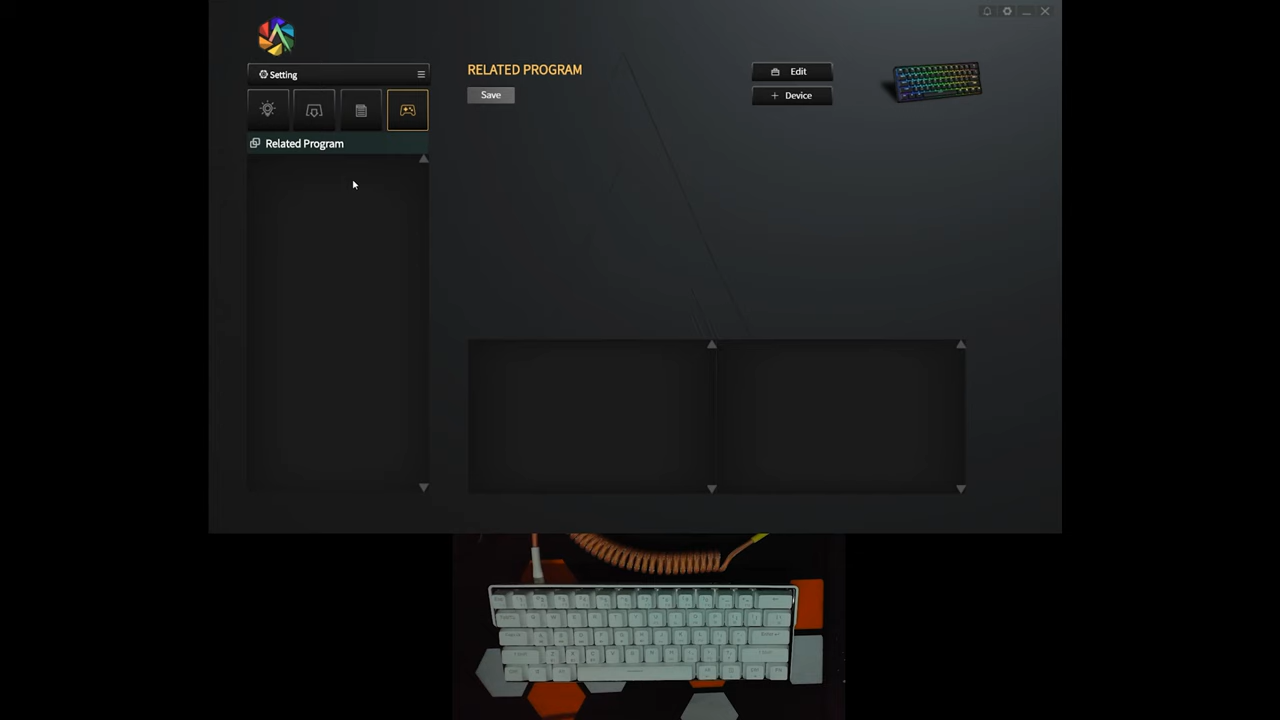 Setting
RELATED PROGRAM
Edit
Save
Device
Related Program